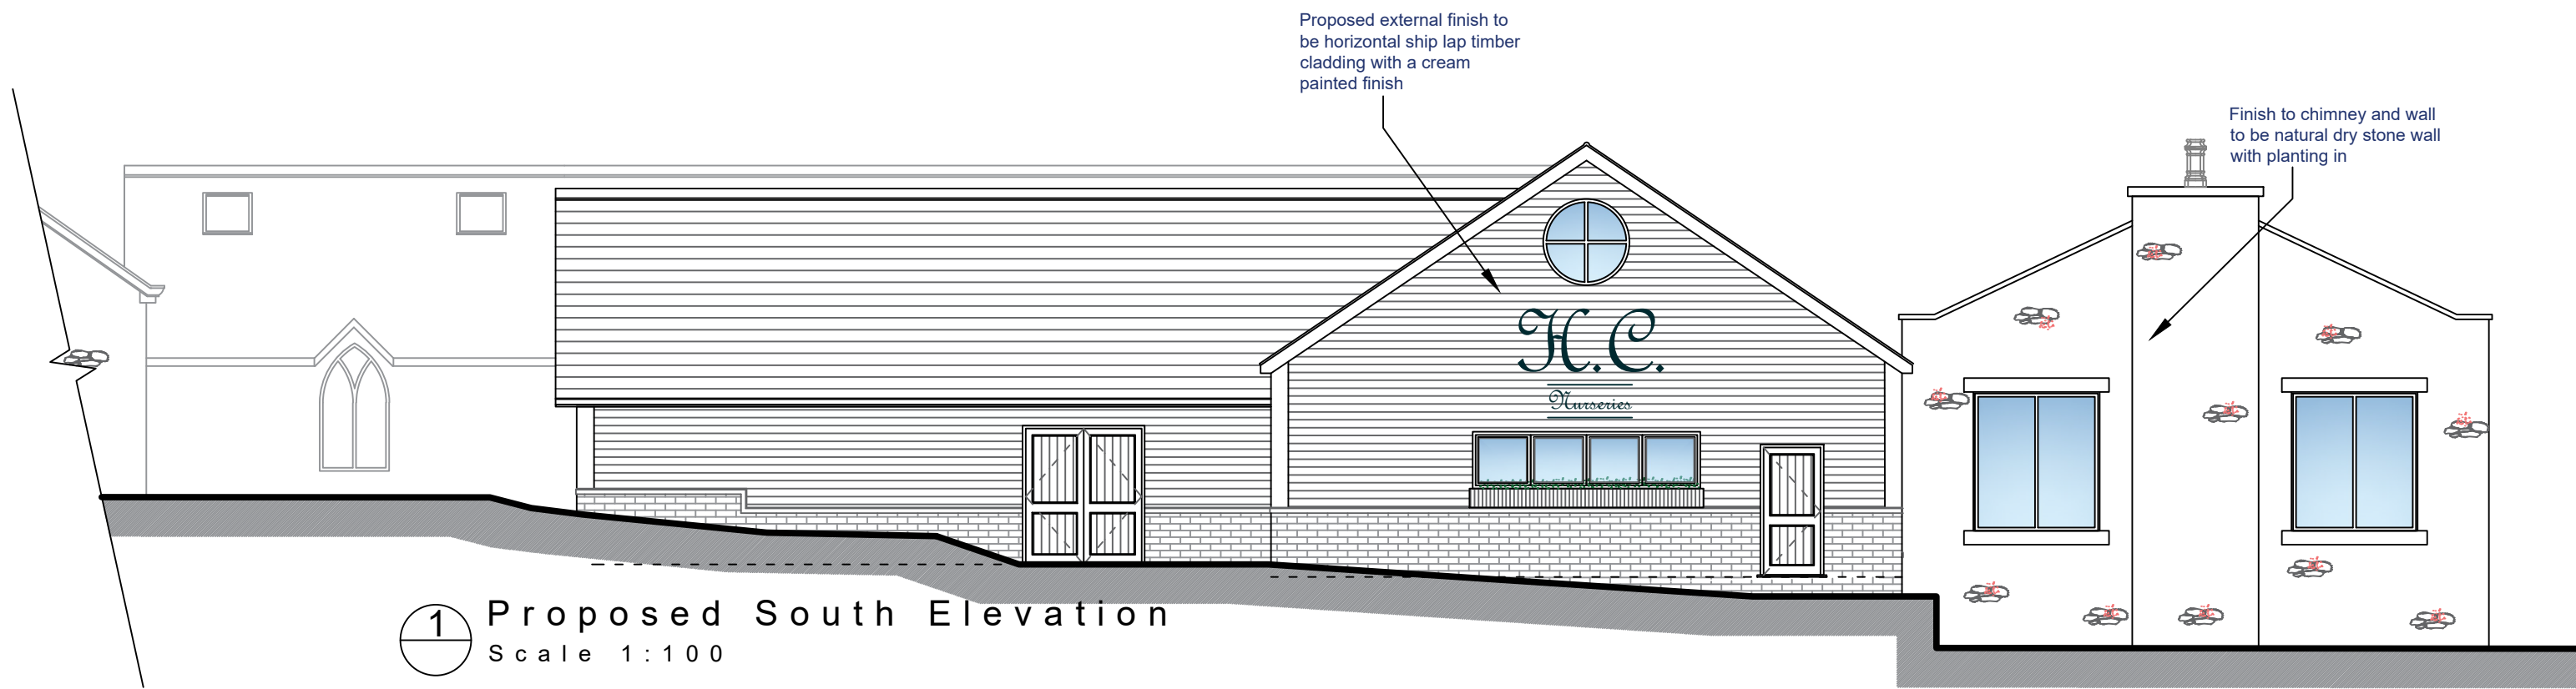 Proposed external finish to
be horizontal ship lap timber
cladding with a cream
painted finish
Finish to chimney and wall
to be natural dry stone wall
with planting in
H.C.
Nurseries
1
Proposed South Elevation
Scale 1:100